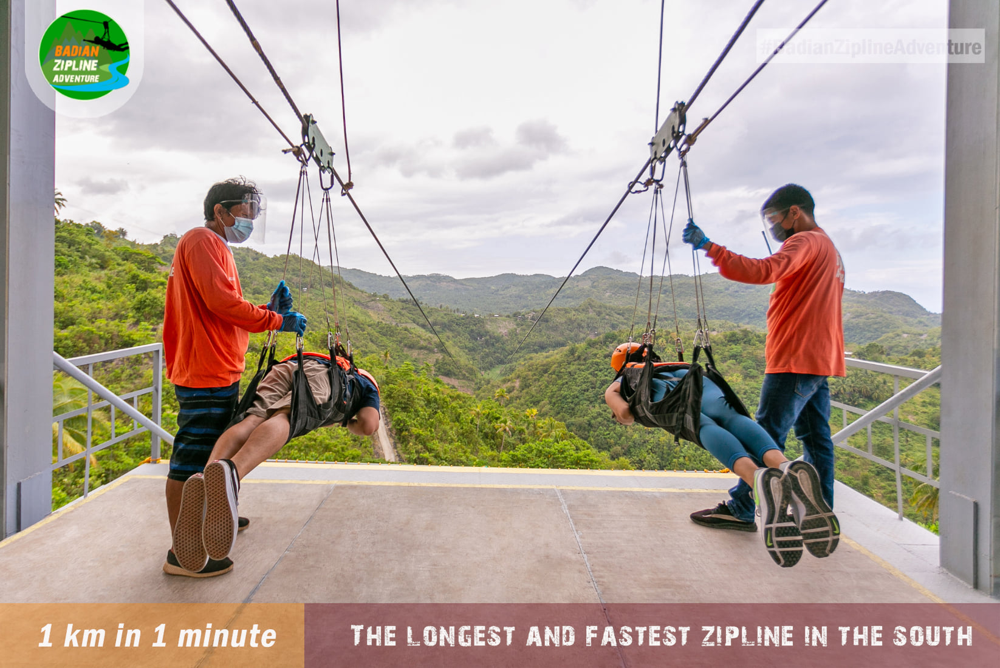 BADIAN
ZIPLINE
ADVENTURE
#BadianZiplineAdventure
1 km in 1 minute
THE LONGEST AND FASTEST ZIPLINE IN THE SOUTH